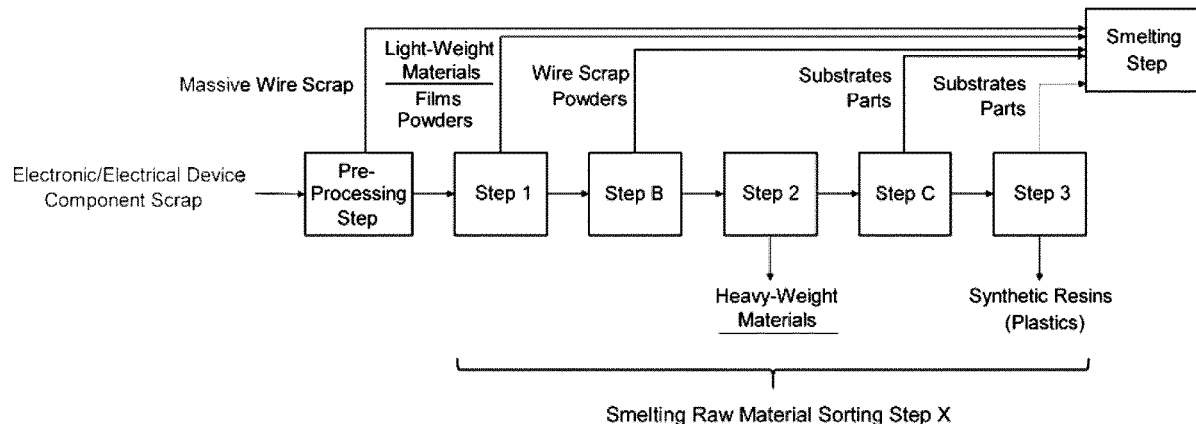 Smelting
Step
Light-Weight
Materials
Films
Powders
Massive Wire Scrap
Wire Scrap
Powders
Substrates
Parts
Substrates
Parts
Electronic/Electrical Device
Component Scrap
Pre-
Processing
Step
Step 1
Step B
Step 2
Step C
Step 3
Heavy-Weight
Materials
Synthetic Resins
(Plastics)
Smelting Raw Material Sorting Step X